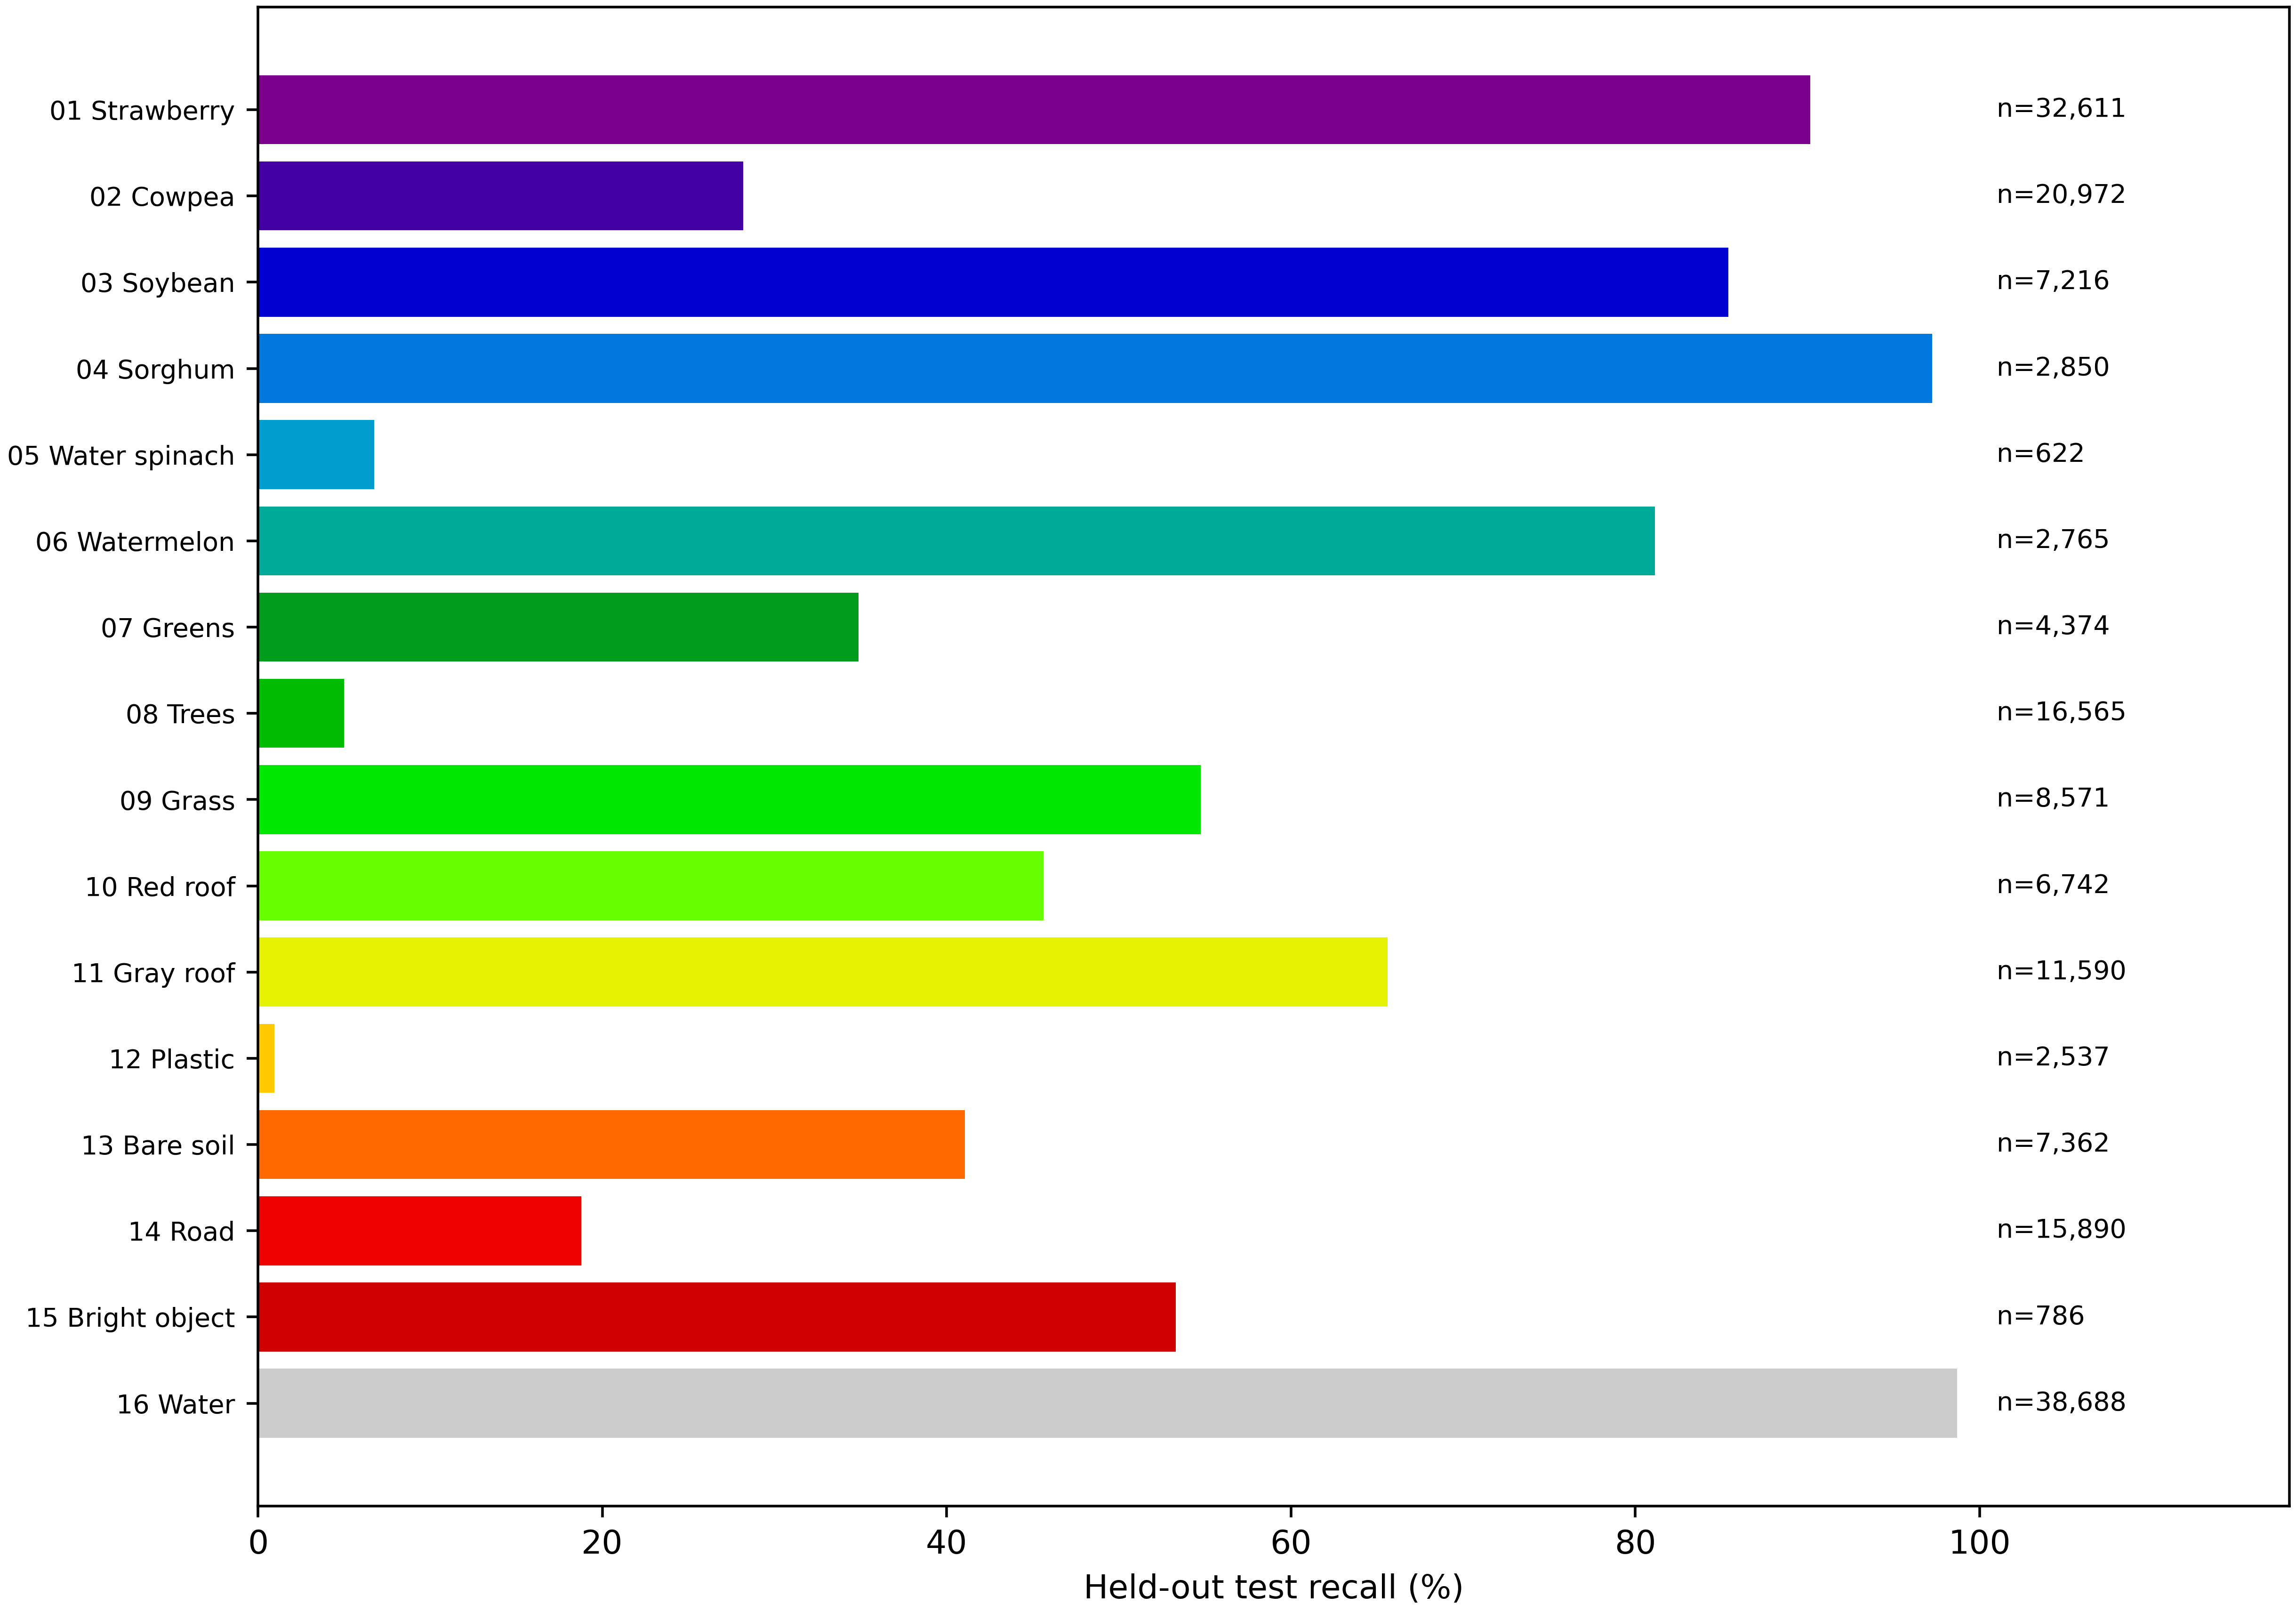 01 Strawberry n=32,611
02 Cowpea n=20,972
03 Soybean n=7,216
04 Sorghum n=2,850
05 Water spinach n=622
06 Watermelon n=2,765
07 Greens n=4,374
08 Trees n=16,565
09 Grass n=8,571
10 Red roof n=6,742
11 Gray roof n=11,590
12 Plastic n=2,537
13 Bare soil n=7,362
14 Road n=15,890
15 Bright object n=786
16 Water n=38,688
0 20 40 60 80 100
Held-out test recall (%)